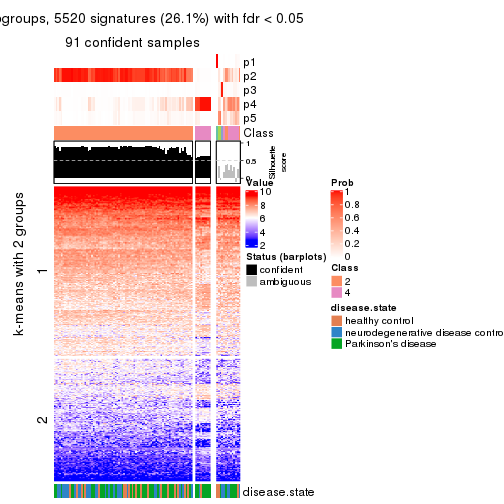 ogroups, 5520 signatures (26.1%) with fdr < 0.05
91 confident samples
p1
p2
p3
p4
p5
Class
1
0.5
0
Silhouette
score
k-means with 2 groups
1
2
disease.state
Value
10
8
6
4
2
Status (barplots)
confident
ambiguous
Prob
1
0.8
0.6
0.4
0.2
0
Class
2
4
disease.state
healthy control
neurodegenerative disease contro
Parkinson's disease